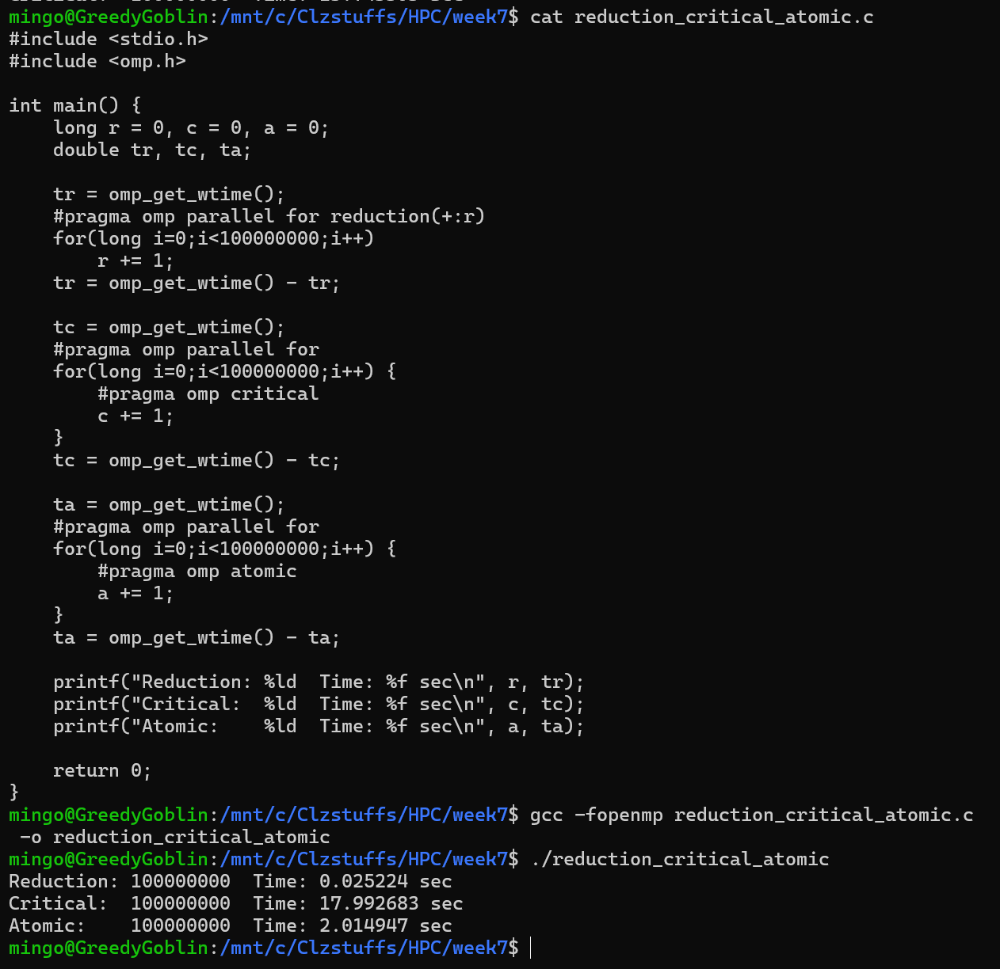 mingo@GreedyGoblin:/mnt/c/Clzstuffs/HPC/week7$ cat reduction_critical_atomic.c
#include <stdio.h>
#include <omp.h>

int main() {
    long r = 0, c = 0, a = 0;
    double tr, tc, ta;

    tr = omp_get_wtime();
    #pragma omp parallel for reduction(+:r)
    for(long i=0;i<100000000;i++)
        r += 1;
    tr = omp_get_wtime() - tr;

    tc = omp_get_wtime();
    #pragma omp parallel for
    for(long i=0;i<100000000;i++) {
        #pragma omp critical
        c += 1;
    }
    tc = omp_get_wtime() - tc;

    ta = omp_get_wtime();
    #pragma omp parallel for
    for(long i=0;i<100000000;i++) {
        #pragma omp atomic
        a += 1;
    }
    ta = omp_get_wtime() - ta;

    printf("Reduction: %ld  Time: %f sec\n", r, tr);
    printf("Critical:  %ld  Time: %f sec\n", c, tc);
    printf("Atomic:    %ld  Time: %f sec\n", a, ta);

    return 0;
}
mingo@GreedyGoblin:/mnt/c/Clzstuffs/HPC/week7$ gcc -fopenmp reduction_critical_atomic.c
 -o reduction_critical_atomic
mingo@GreedyGoblin:/mnt/c/Clzstuffs/HPC/week7$ ./reduction_critical_atomic
Reduction: 100000000  Time: 0.025224 sec
Critical:  100000000  Time: 17.992683 sec
Atomic:    100000000  Time: 2.014947 sec
mingo@GreedyGoblin:/mnt/c/Clzstuffs/HPC/week7$